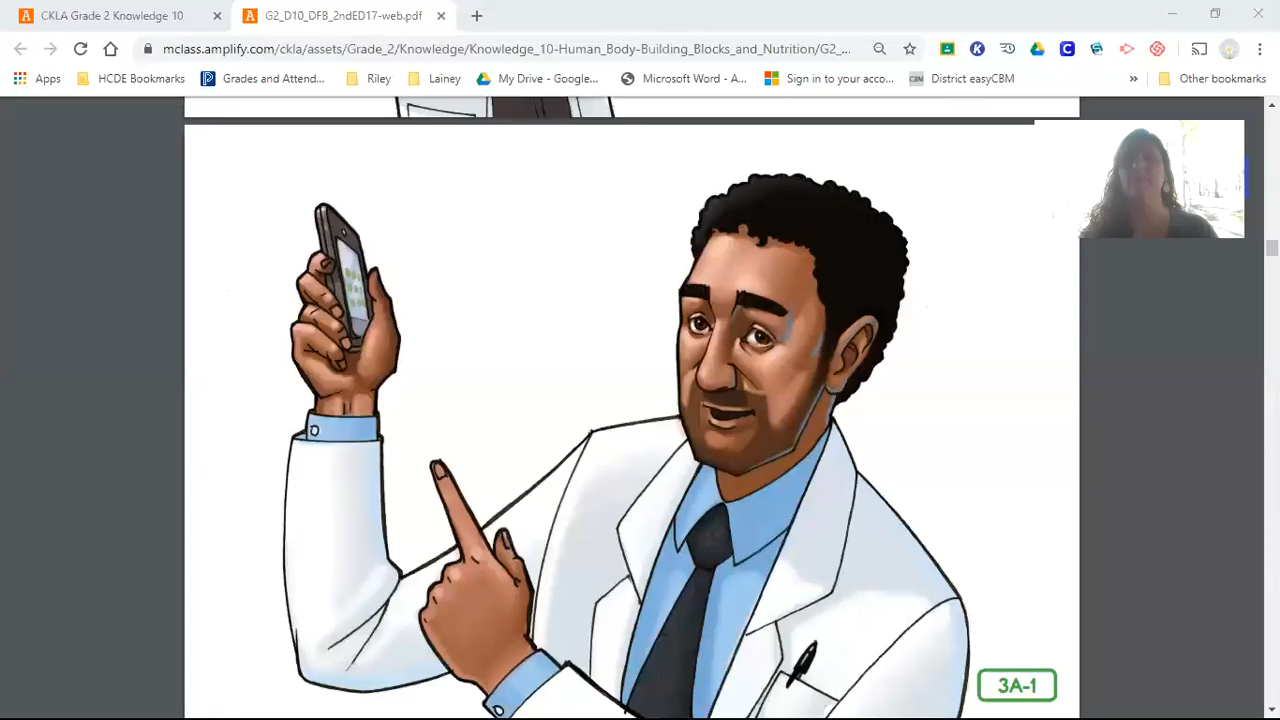 CKLA Grade 2 Knowledge 10
G2_D10_DFB_2ndED17-web.pdf
mclass.amplify.com/ckla/assets/Grade_2/Knowledge/Knowledge_10-Human_Body-Building_Blocks_and_Nutrition/G2_...
Apps HCDE Bookmarks Grades and Attend... Riley Lainey My Drive - Google... Microsoft Word - A... Sign in to your acco... CBM District easyCBM » Other bookmarks
3A-1